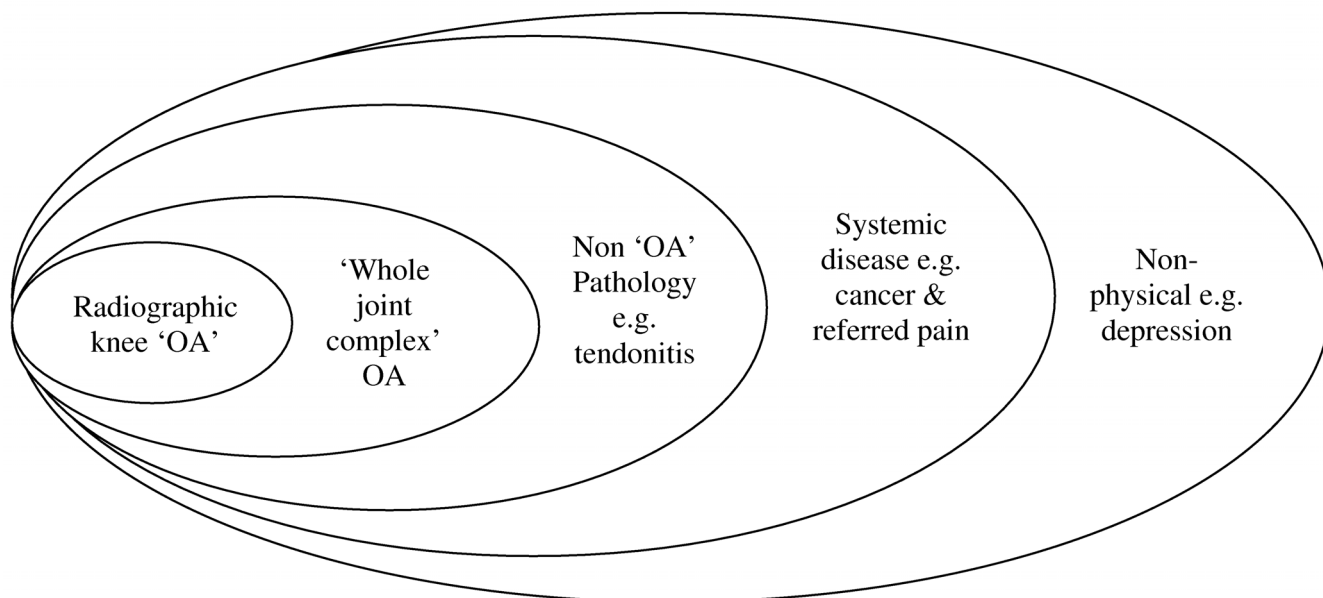 Radiographic
knee ‘OA’
‘Whole
joint
complex’
OA
Non ‘OA’
Pathology
e.g.
tendonitis
Systemic
disease e.g.
cancer &
referred pain
Non-
physical e.g.
depression